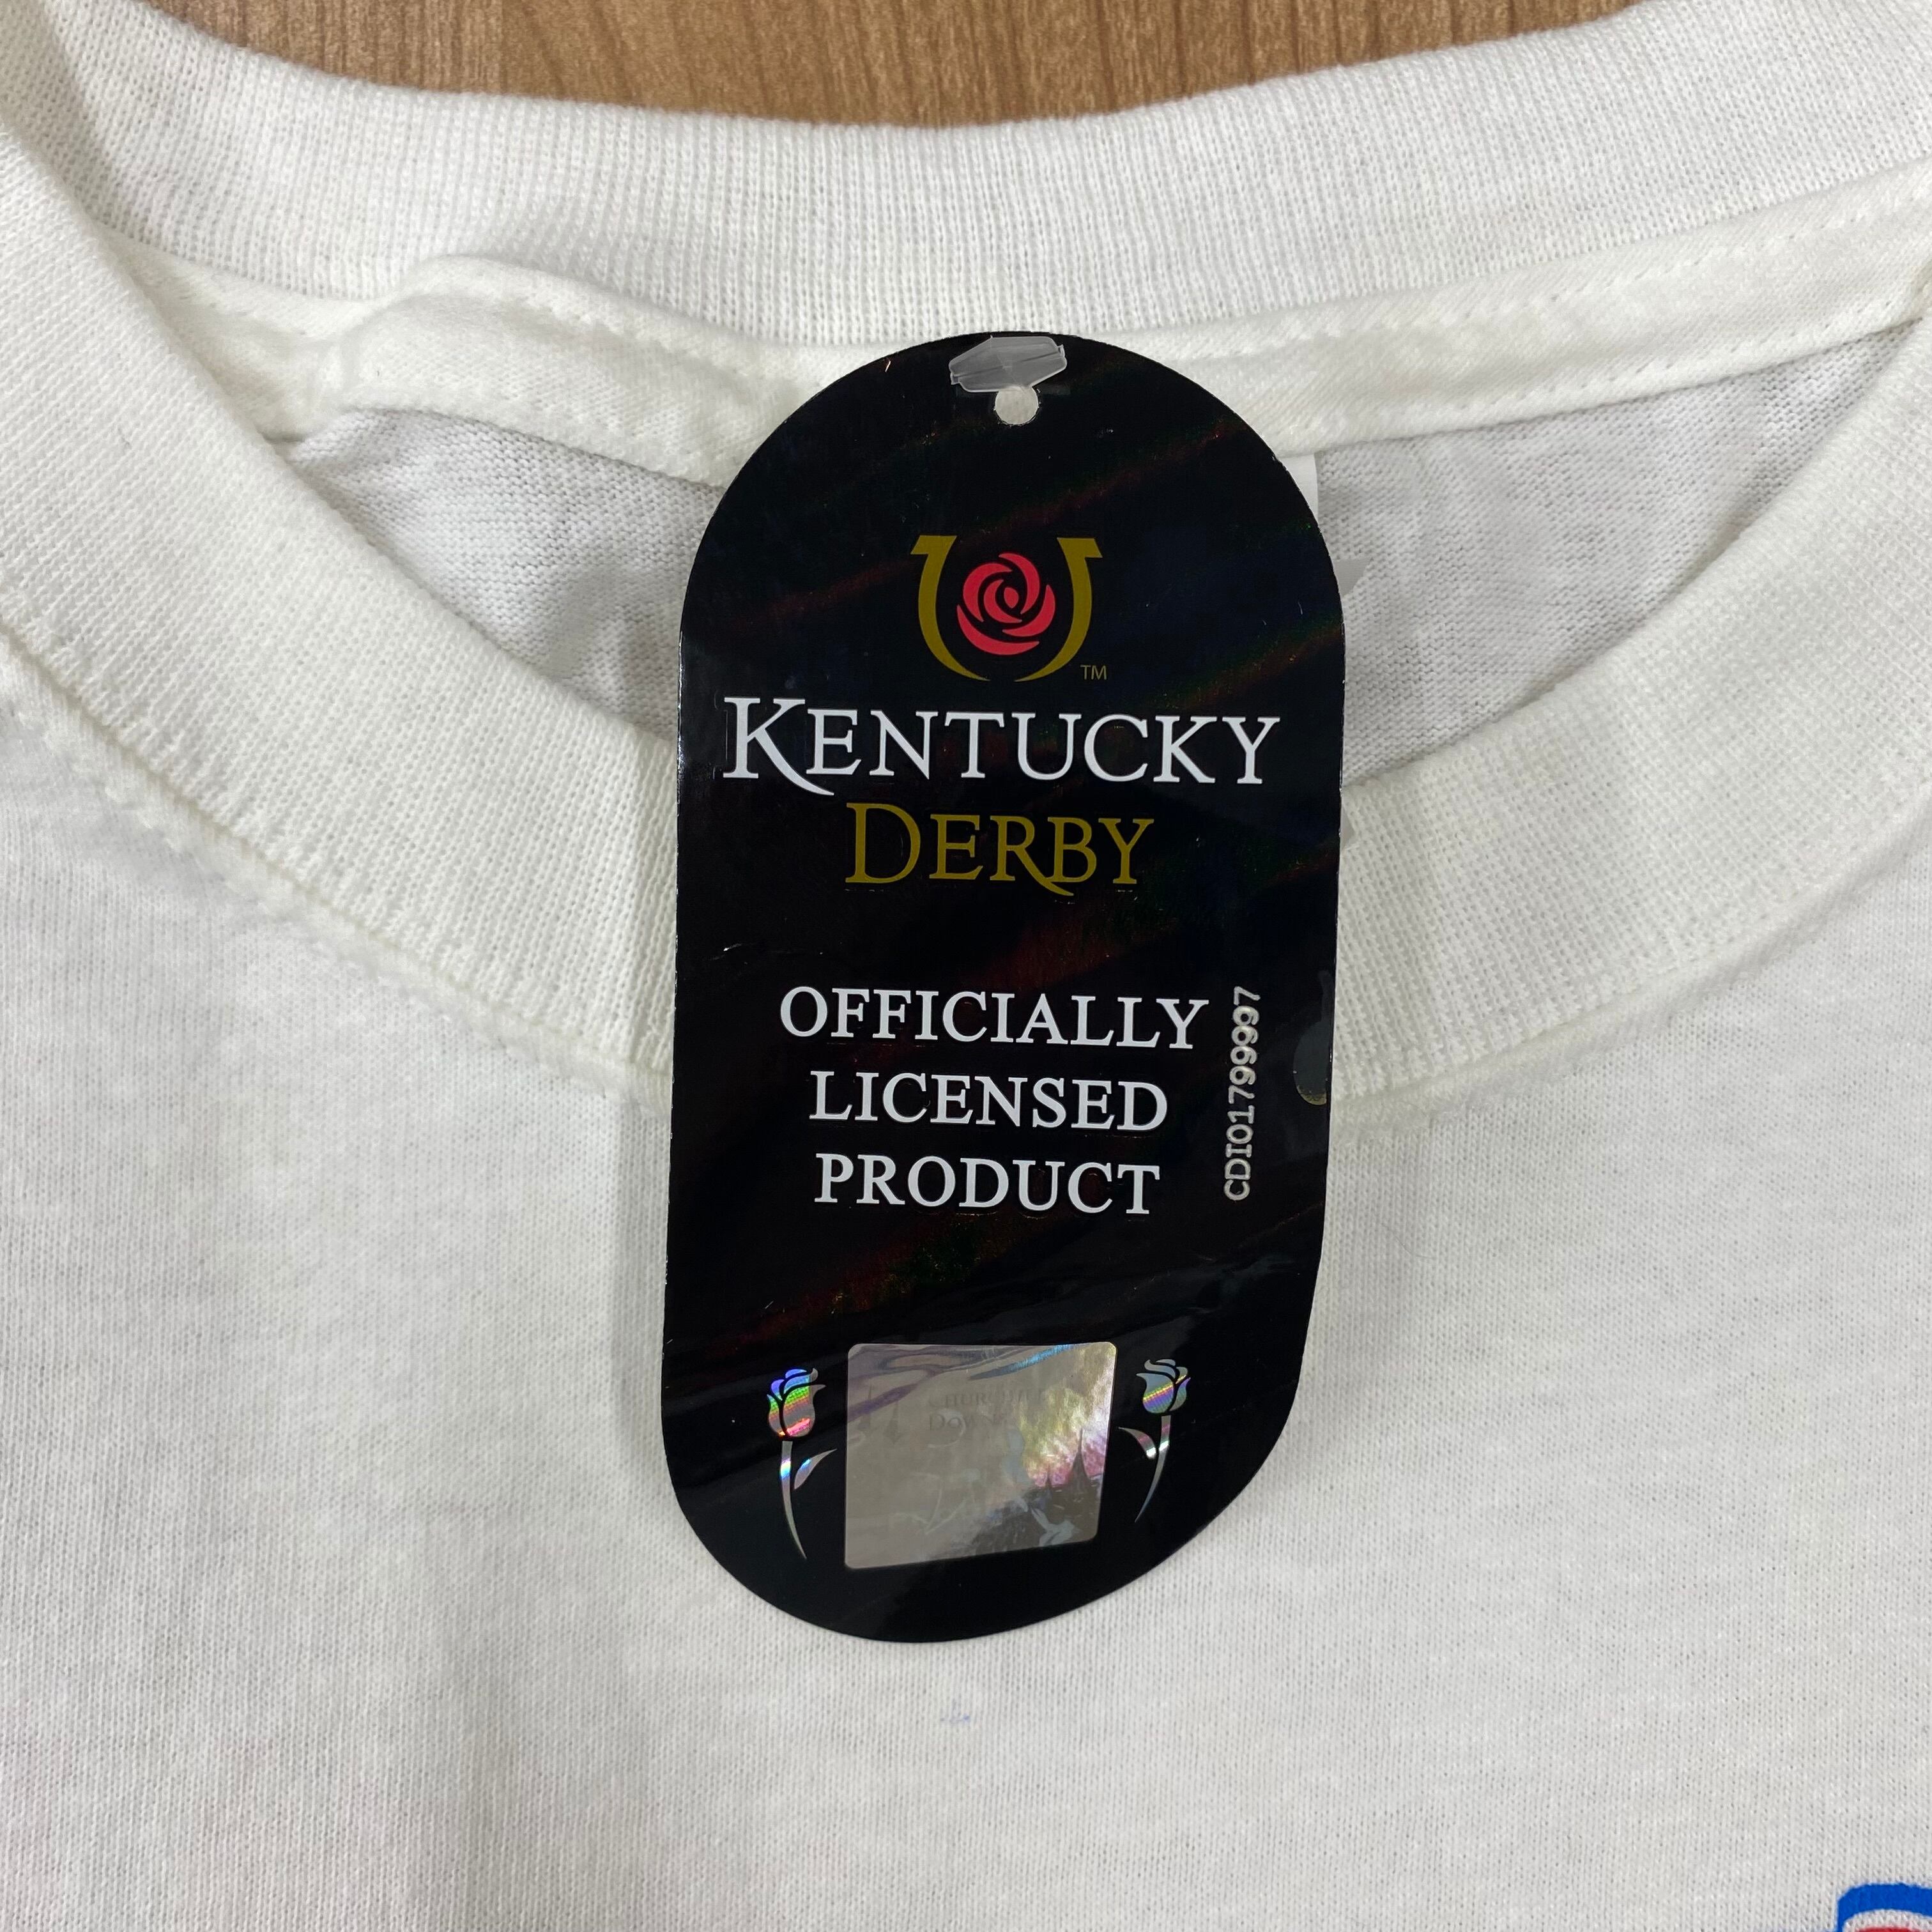 TM
KENTUCKY
DERBY
OFFICIALLY
LICENSED
PRODUCT
CDI01799997